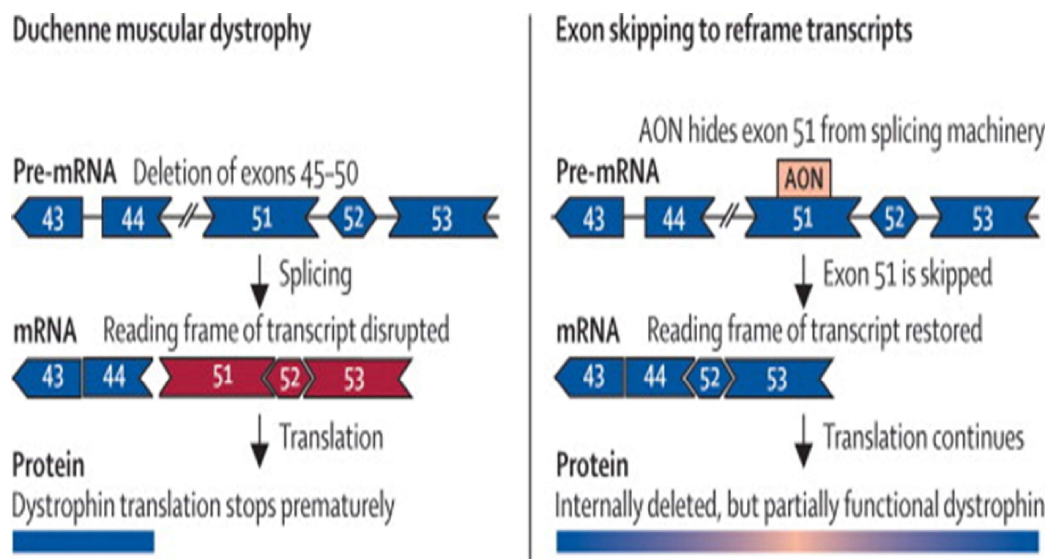 Duchenne muscular dystrophy
Pre-mRNA Deletion of exons 45–50
43 44 51 52 53
Splicing
mRNA Reading frame of transcript disrupted
43 44 51 52 53
Translation
Protein
Dystrophin translation stops prematurely
Exon skipping to reframe transcripts
AON hides exon 51 from splicing machinery
Pre-mRNA
AON
43 44 51 52 53
Exon 51 is skipped
mRNA Reading frame of transcript restored
43 44 52 53
Translation continues
Protein
Internally deleted, but partially functional dystrophin